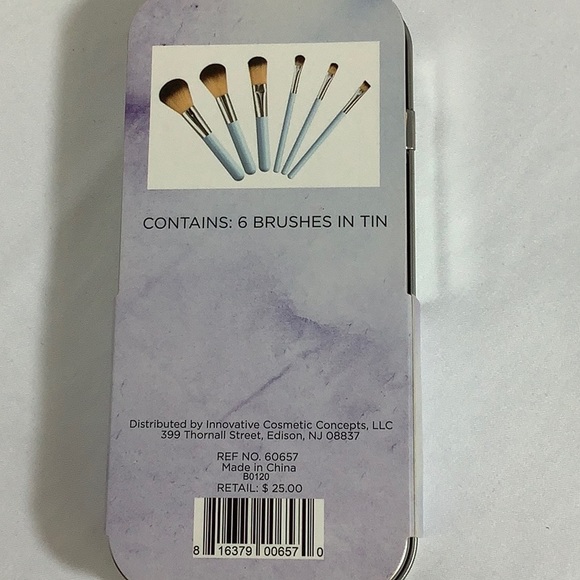 CONTAINS: 6 BRUSHES IN TIN
Distributed by Innovative Cosmetic Concepts, LLC
399 Thornall Street, Edison, NJ 08837
REF NO. 60657
Made in China
B0120
RETAIL: $ 25.00
8 16379 00657 0